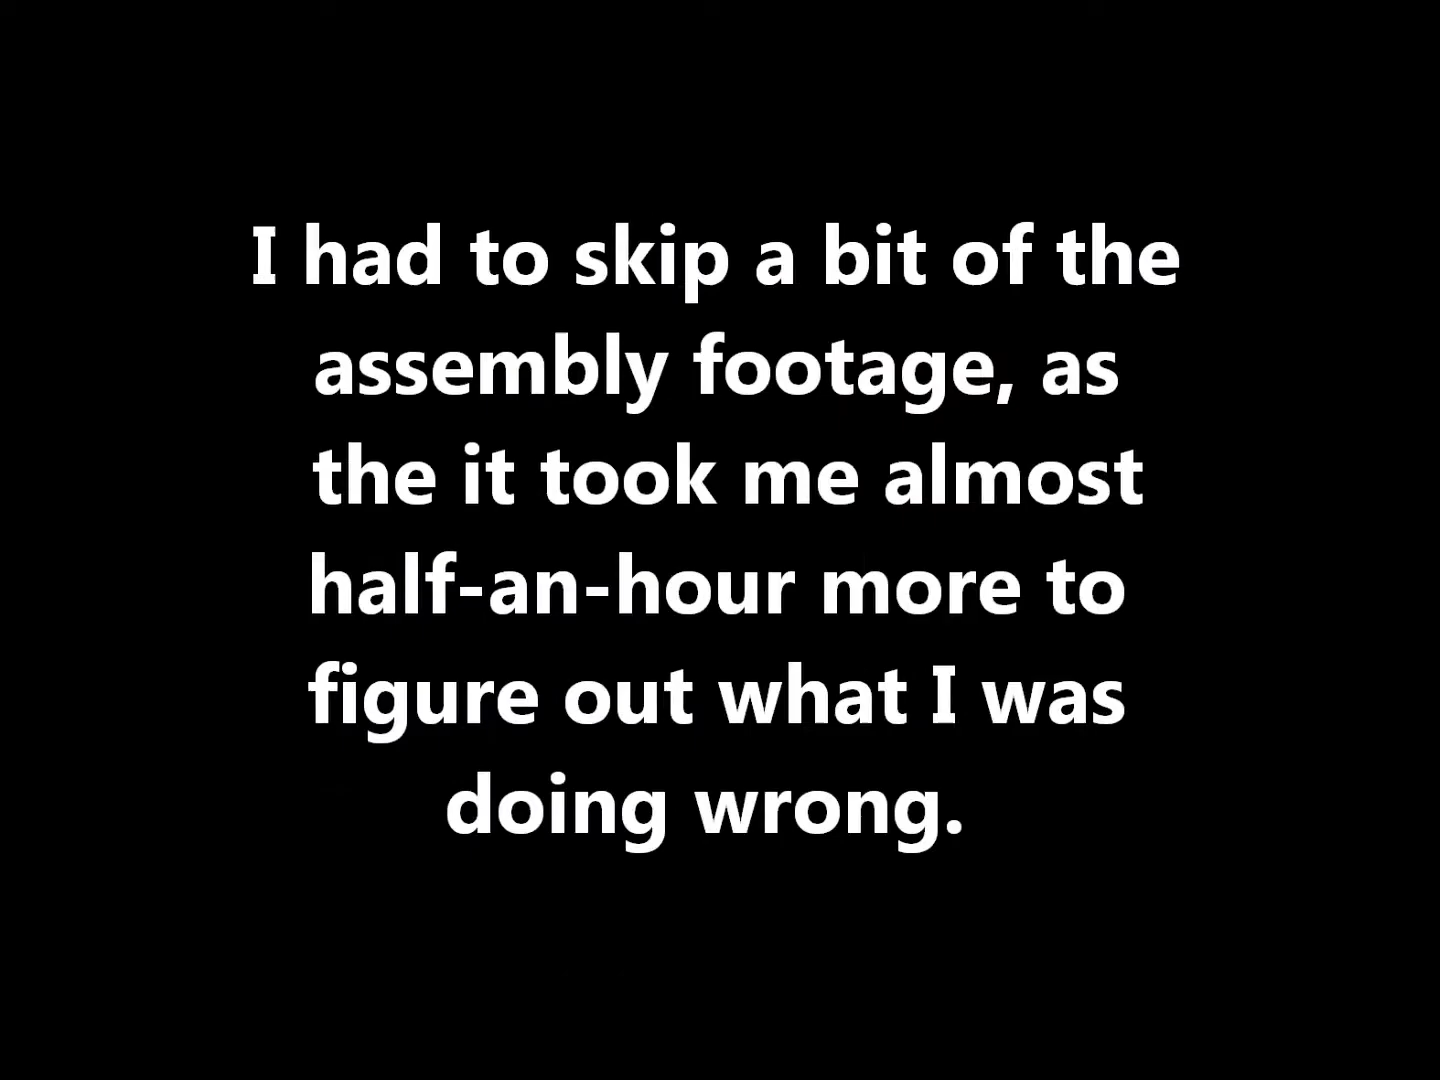 I had to skip a bit of the
assembly footage, as
the it took me almost
half-an-hour more to
figure out what I was
doing wrong.